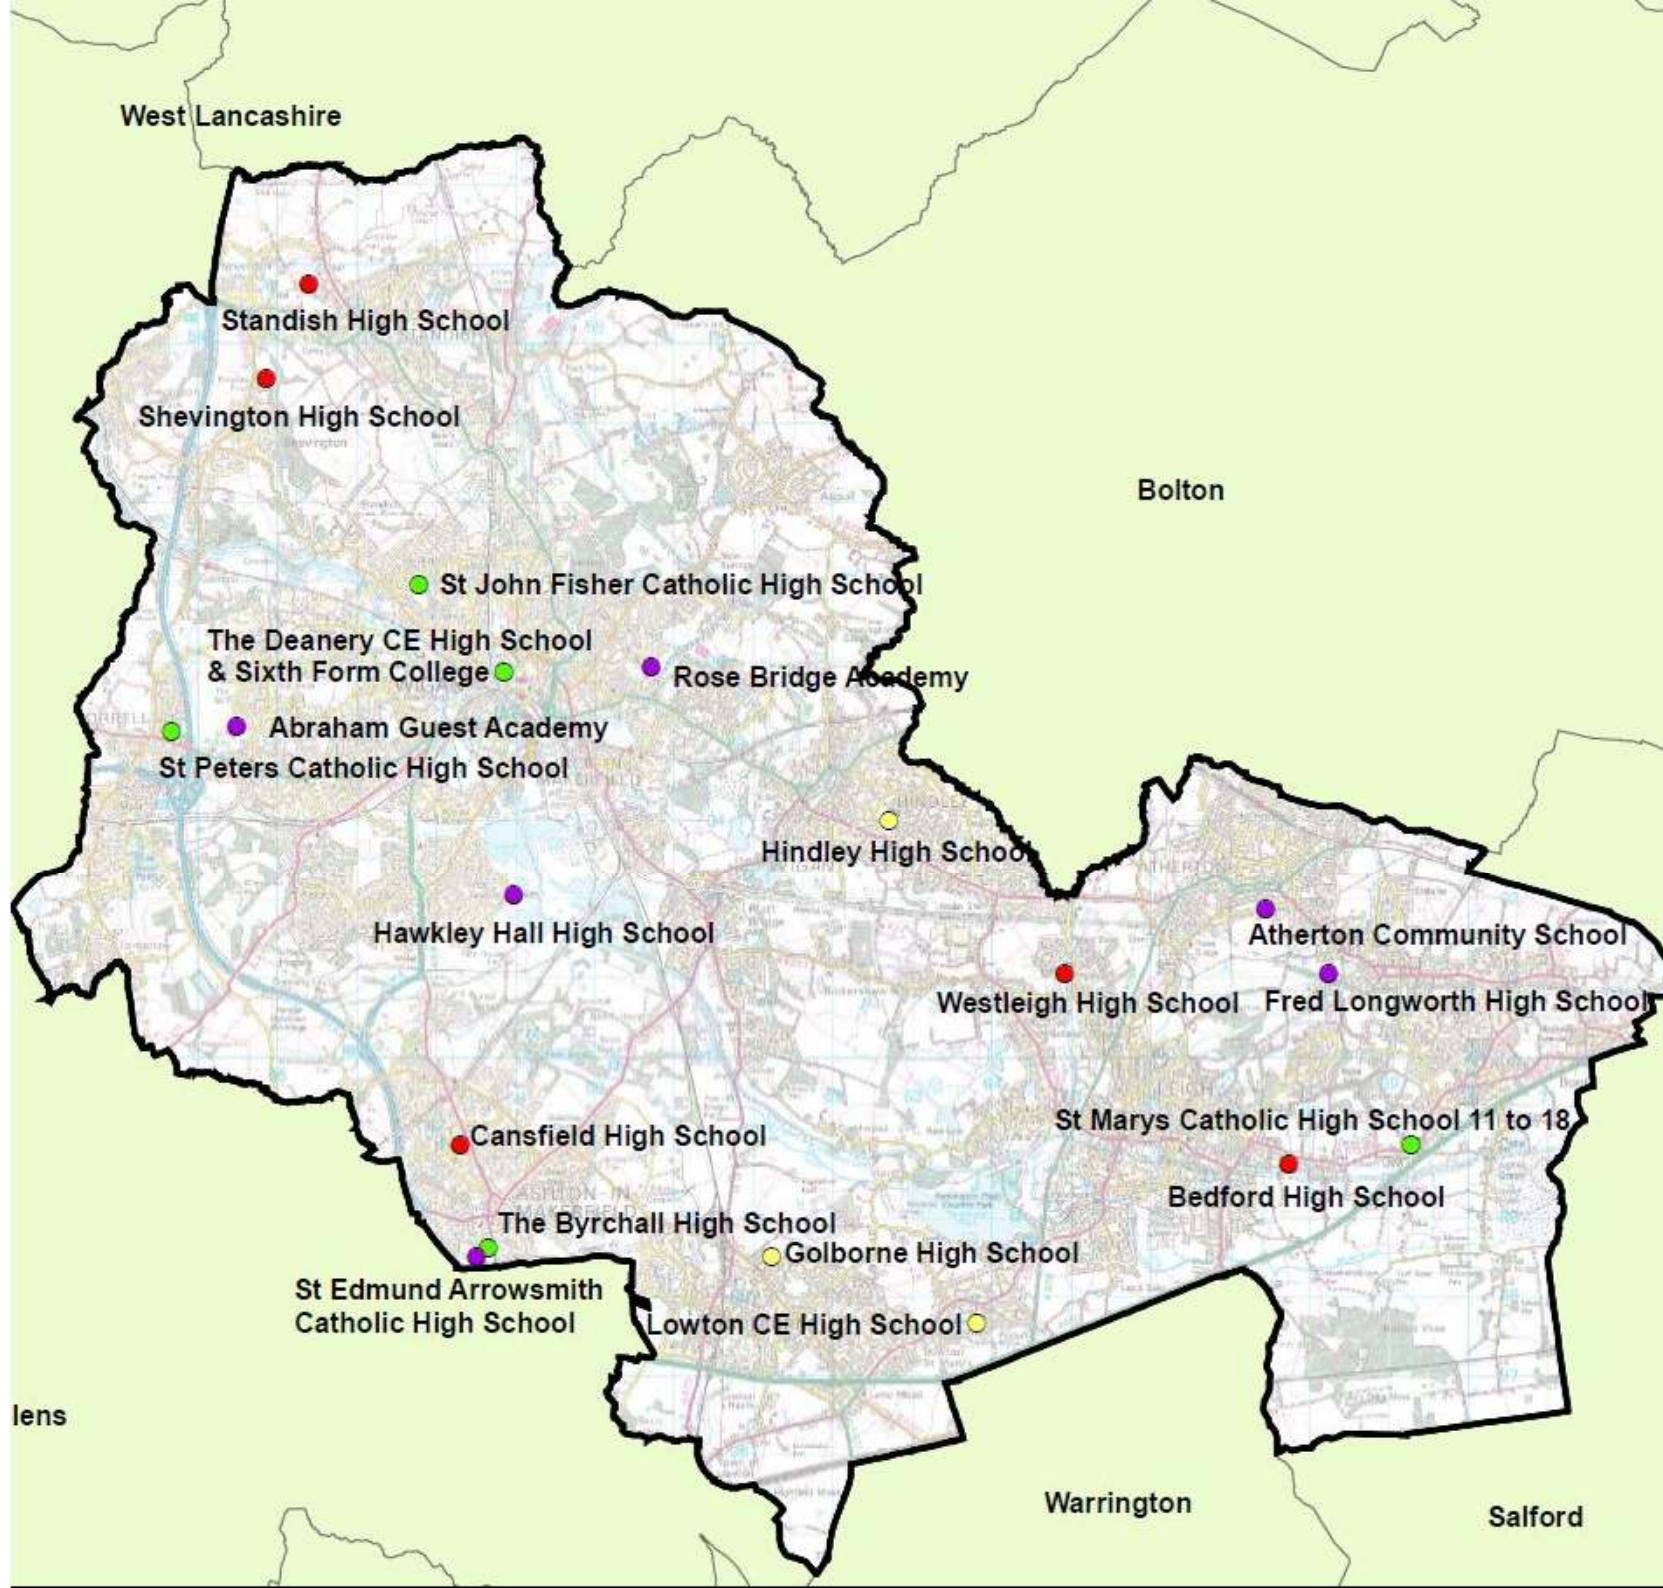 West Lancashire
Standish High School
Shevington High School
Bolton
St John Fisher Catholic High School
The Deanery CE High School
& Sixth Form College
Rose Bridge Academy
Abraham Guest Academy
St Peters Catholic High School
Hindley High School
Hawkley Hall High School
Atherton Community School
Westleigh High School
Fred Longworth High School
St Marys Catholic High School 11 to 18
Cansfield High School
Bedford High School
The Byrchall High School
Golborne High School
St Edmund Arrowsmith
Catholic High School
Lowton CE High School
lens
Warrington
Salford